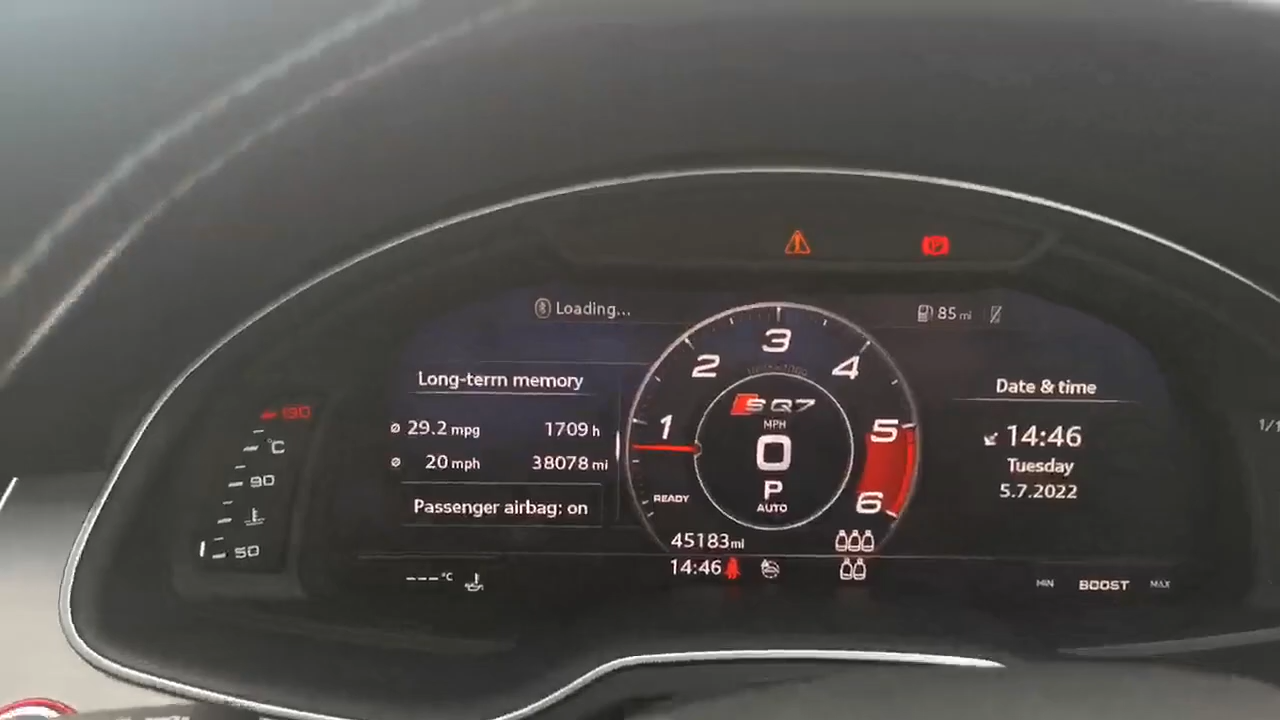 Loading...
85 mi
Long-term memory
ø 29.2 mpg 1709 h
ø 20 mph 38078 mi
Passenger airbag: on
130
°C
90
50
---°C
1
2
3
4
5
6
SQ7
MPH
0
P
AUTO
READY
45183mi
14:46
Date & time
14:46
Tuesday
5.7.2022
MIN BOOST MAX